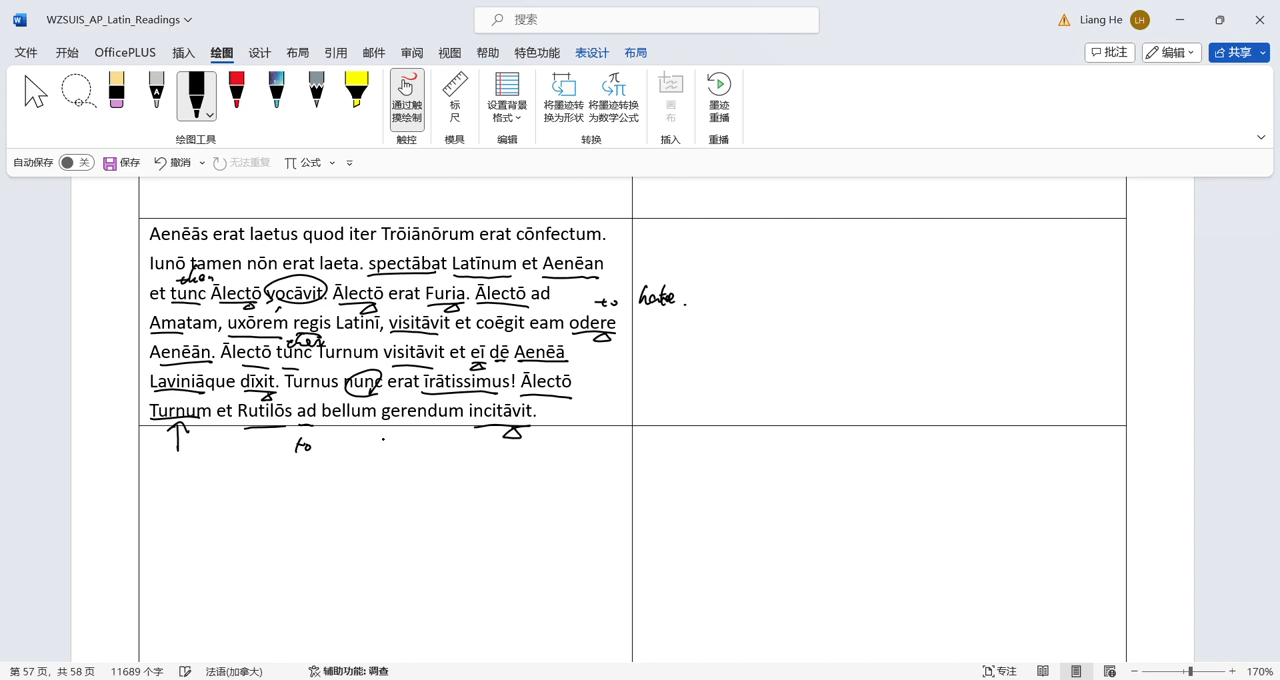 WZSUIS_AP_Latin_Readings
搜索
Liang He
LH
文件 开始 OfficePLUS 插入 绘图 设计 布局 引用 邮件 审阅 视图 帮助 特色功能 表设计 布局
批注 编辑 共享
通过触摸绘制 标尺 设置背景格式 将墨迹转换为形状 将墨迹转换为数学公式 画布 墨迹重播
绘图工具 触控 模具 编辑 转换 插入 重播
自动保存 关 保存 撤消 无法重复 公式
Aenēās erat laetus quod iter Trōiānōrum erat cōnfectum.
Iunō tamen nōn erat laeta. spectābat Latīnum et Aenēan
then
et tunc Ālectō vocāvit. Ālectō erat Furia. Ālectō ad
to hate.
Amatam, uxōrem regis Latinī, visitāvit et coēgit eam odere
then
Aenēān. Ālectō tunc Turnum visitāvit et eī dē Aenēā
Laviniāque dīxit. Turnus nunc erat īrātissimus! Ālectō
Turnum et Rutilōs ad bellum gerendum incitāvit.
to
第 57 页，共 58 页 11689 个字 法语(加拿大) 辅助功能: 调查 专注 170%